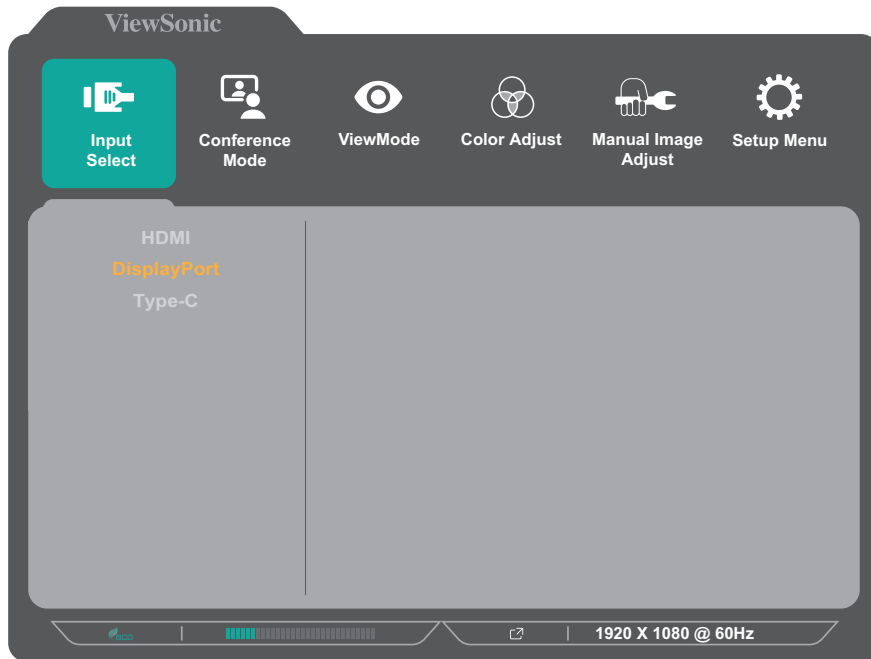 ViewSonic
Input
Select
Conference
Mode
ViewMode
Color Adjust
Manual Image
Adjust
Setup Menu
HDMI
DisplayPort
Type-C
eco
1920 X 1080 @ 60Hz